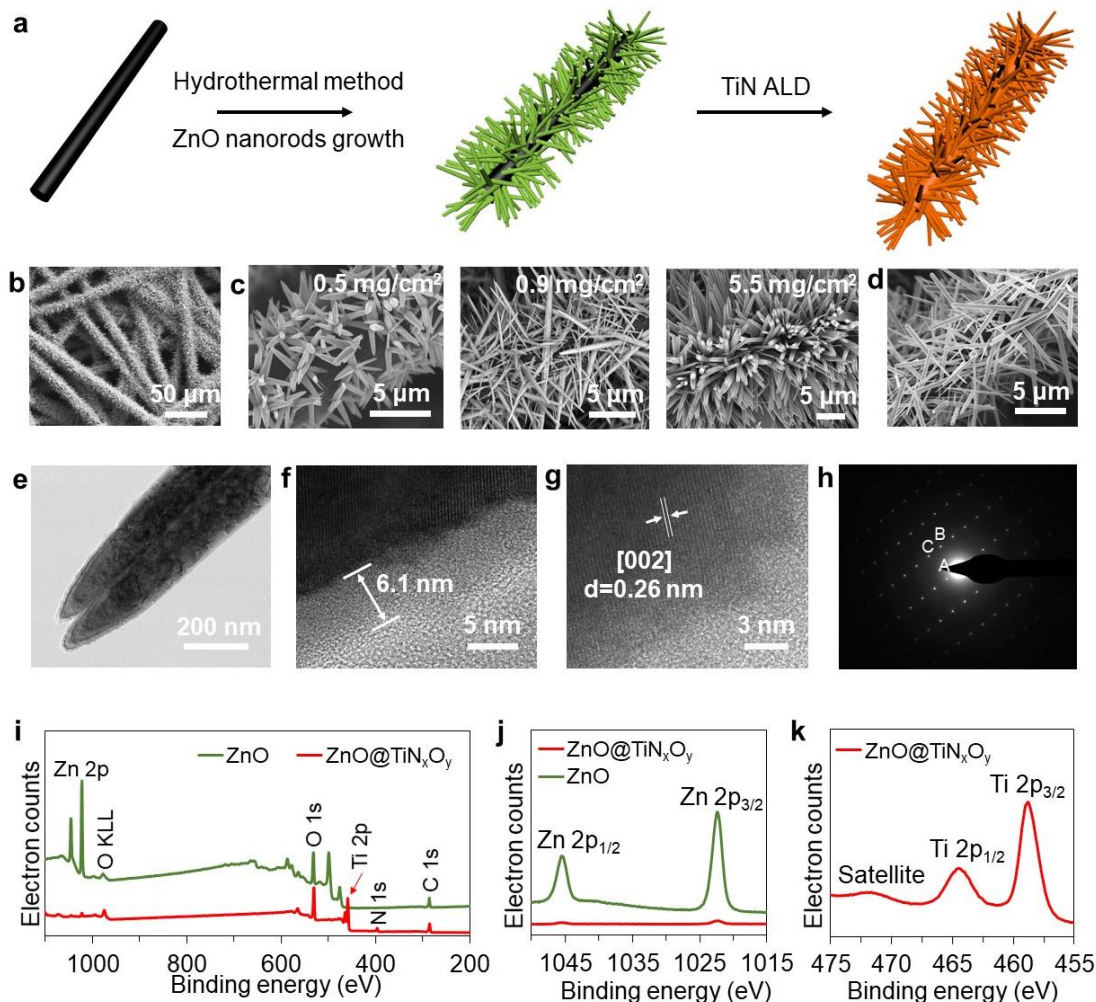 a
Hydrothermal method
ZnO nanorods growth
TiN ALD
b
50 µm
c
0.5 mg/cm²
5 µm
0.9 mg/cm²
5 µm
5.5 mg/cm²
5 µm
d
5 µm
e
200 nm
f
6.1 nm
5 nm
g
[002]
d=0.26 nm
3 nm
h
B
C
A
i
ZnO
ZnO@TiNₓOᵧ
Zn 2p
O KLL
O 1s
Ti 2p
N 1s
C 1s
Electron counts
1000 800 600 400 200
Binding energy (eV)
j
ZnO@TiNₓOᵧ
ZnO
Zn 2p₃/₂
Zn 2p₁/₂
Electron counts
1045 1035 1025 1015
Binding energy (eV)
k
ZnO@TiNₓOᵧ
Ti 2p₃/₂
Ti 2p₁/₂
Satellite
Electron counts
475 470 465 460 455
Binding energy (eV)